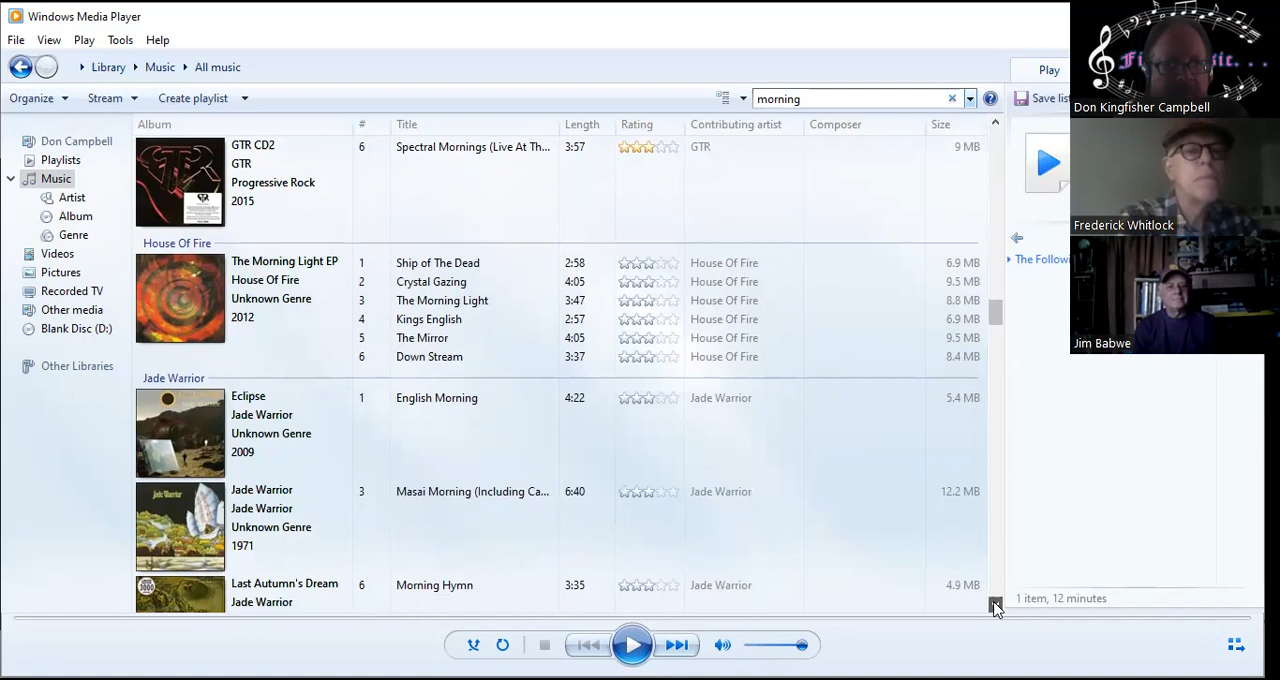 Windows Media Player
File View Play Tools Help
Library Music All music Play
Organize Stream Create playlist morning Save list
Album # Title Length Rating Contributing artist Composer Size
Don Campbell
Playlists
Music
Artist
Album
Genre
Videos
Pictures
Recorded TV
Other media
Blank Disc (D:)
Other Libraries
GTR CD2 6 Spectral Mornings (Live At Th... 3:57 GTR 9 MB
GTR
Progressive Rock
2015
House Of Fire
The Morning Light EP 1 Ship of The Dead 2:58 House Of Fire 6.9 MB
House Of Fire 2 Crystal Gazing 4:05 House Of Fire 9.5 MB
Unknown Genre 3 The Morning Light 3:47 House Of Fire 8.8 MB
2012 4 Kings English 2:57 House Of Fire 6.9 MB
5 The Mirror 4:05 House Of Fire 9.5 MB
6 Down Stream 3:37 House Of Fire 8.4 MB
Jade Warrior
Eclipse 1 English Morning 4:22 Jade Warrior 5.4 MB
Jade Warrior
Unknown Genre
2009
Jade Warrior 3 Masai Morning (Including Ca... 6:40 Jade Warrior 12.2 MB
Jade Warrior
Unknown Genre
1971
Last Autumn's Dream 6 Morning Hymn 3:35 Jade Warrior 4.9 MB
Jade Warrior
The Followi
1 item, 12 minutes
Don Kingfisher Campbell
Frederick Whitlock
Jim Babwe